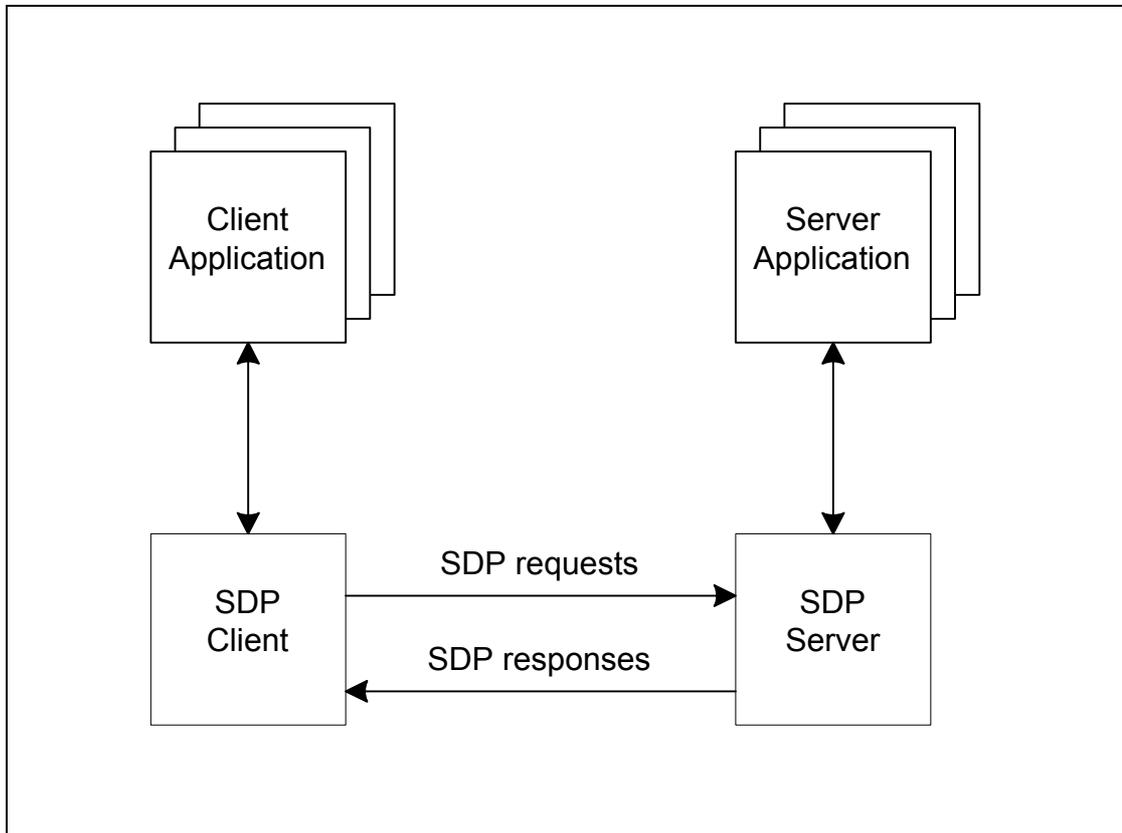 Client
Application
Server
Application
SDP
Client
SDP requests
SDP responses
SDP
Server